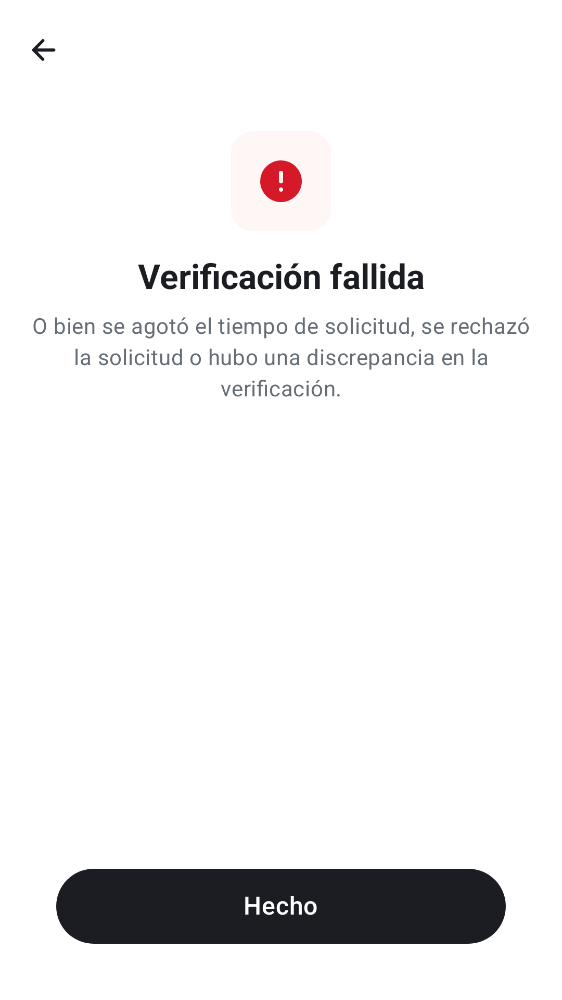 Verificación fallida
O bien se agotó el tiempo de solicitud, se rechazó
la solicitud o hubo una discrepancia en la
verificación.
Hecho